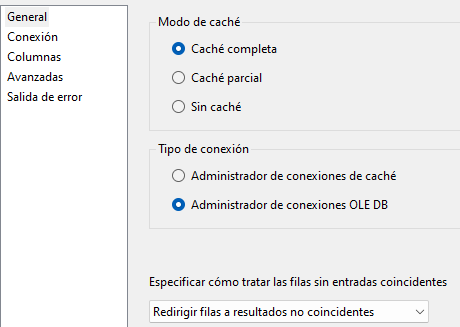 General
Conexión
Columnas
Avanzadas
Salida de error
Modo de caché
Caché completa
Caché parcial
Sin caché
Tipo de conexión
Administrador de conexiones de caché
Administrador de conexiones OLE DB
Especificar cómo tratar las filas sin entradas coincidentes
Redirigir filas a resultados no coincidentes